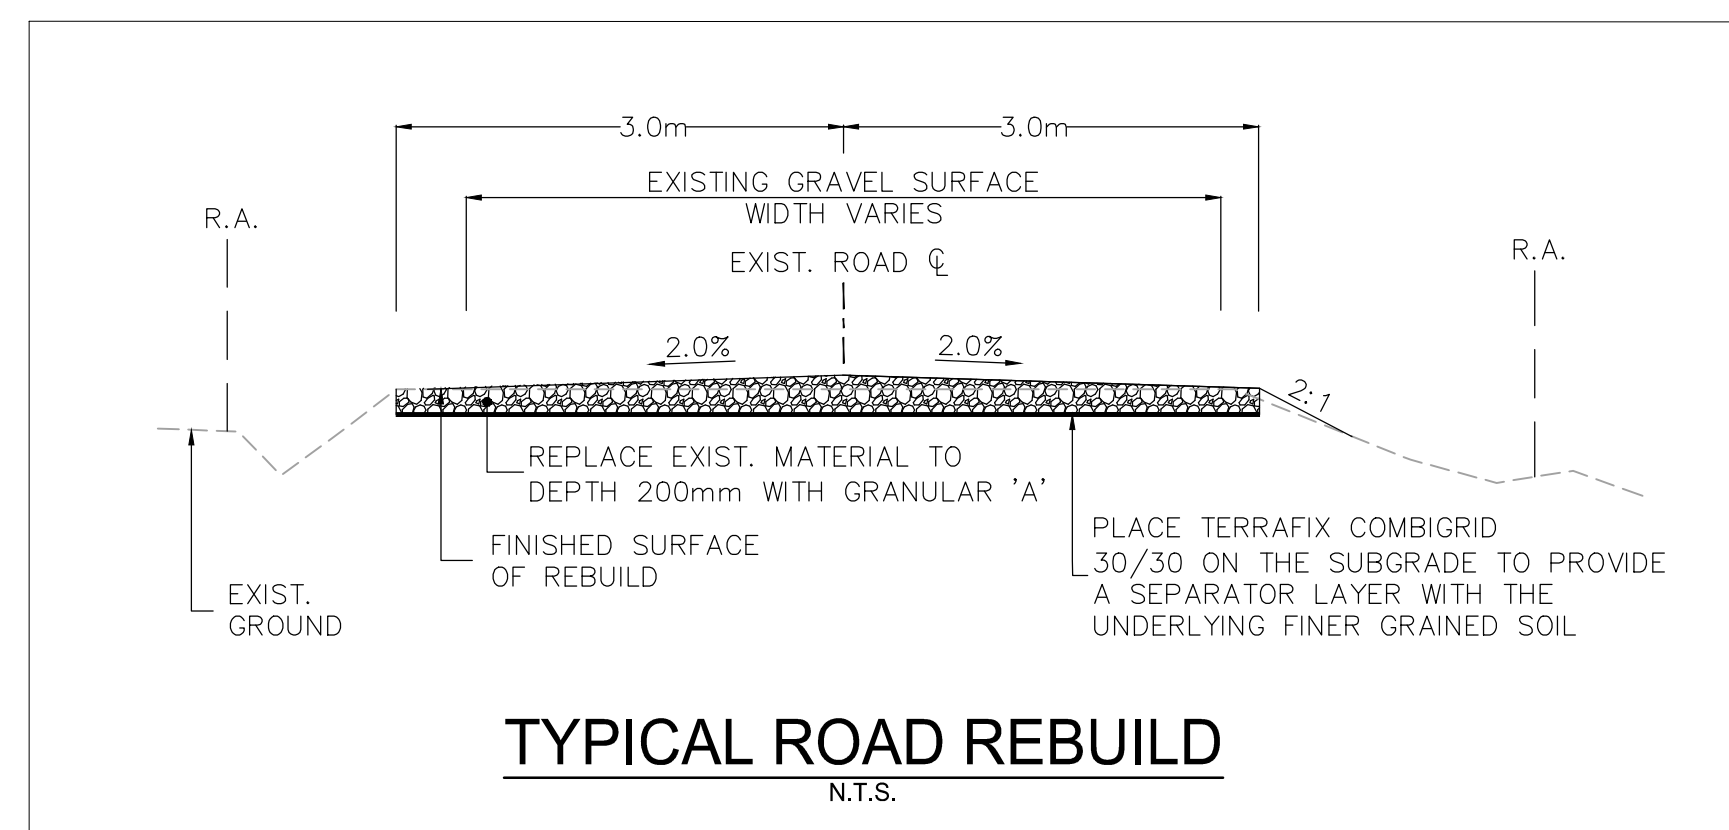 3.0m
3.0m
EXISTING GRAVEL SURFACE
WIDTH VARIES
R.A.
EXIST. ROAD ℄
R.A.
2.0%
2.0%
2:1
REPLACE EXIST. MATERIAL TO
DEPTH 200mm WITH GRANULAR 'A'
FINISHED SURFACE
OF REBUILD
EXIST.
GROUND
PLACE TERRAFIX COMBIGRID
30/30 ON THE SUBGRADE TO PROVIDE
A SEPARATOR LAYER WITH THE
UNDERLYING FINER GRAINED SOIL
TYPICAL ROAD REBUILD
N.T.S.